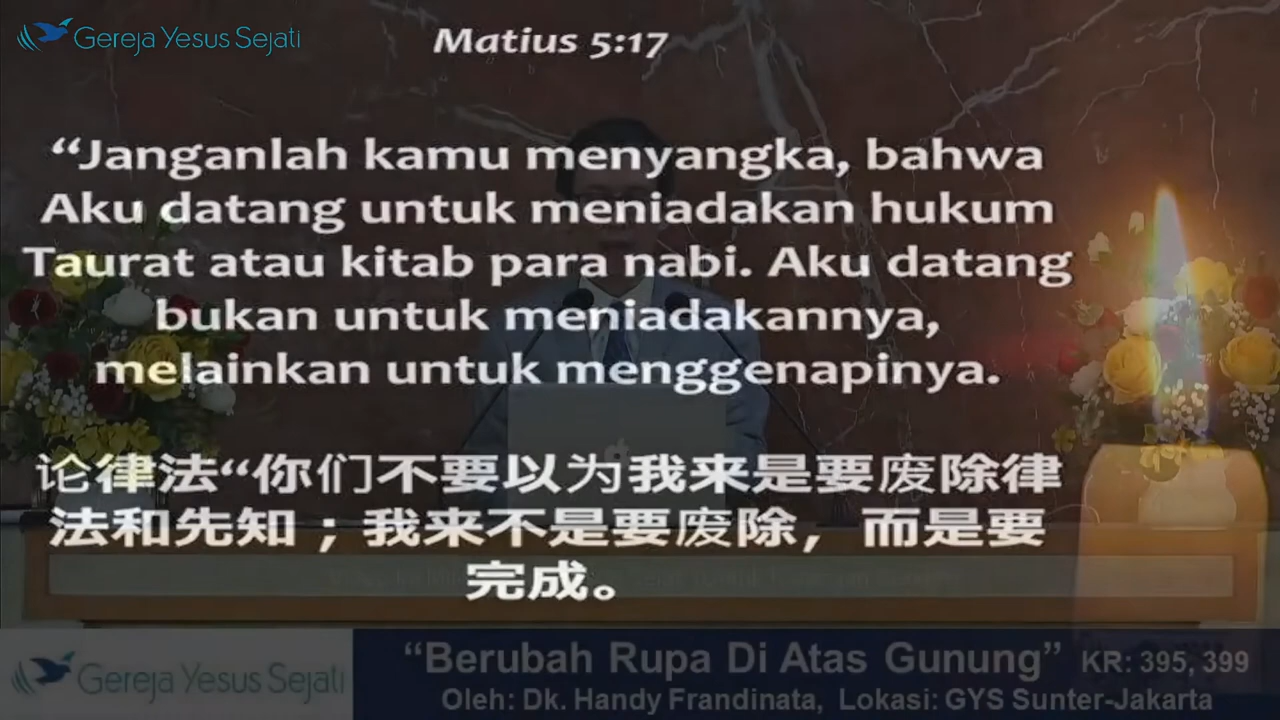 Gereja Yesus Sejati
Matius 5:17
“Janganlah kamu menyangka, bahwa
Aku datang untuk meniadakan hukum
Taurat atau kitab para nabi. Aku datang
bukan untuk meniadakannya,
melainkan untuk menggenapinya.
论律法“你们不要以为我来是要废除律
法和先知；我来不是要废除，而是要
完成。
Gereja Yesus Sejati
“Berubah Rupa Di Atas Gunung” KR: 395, 399
Oleh: Dk. Handy Frandinata, Lokasi: GYS Sunter-Jakarta